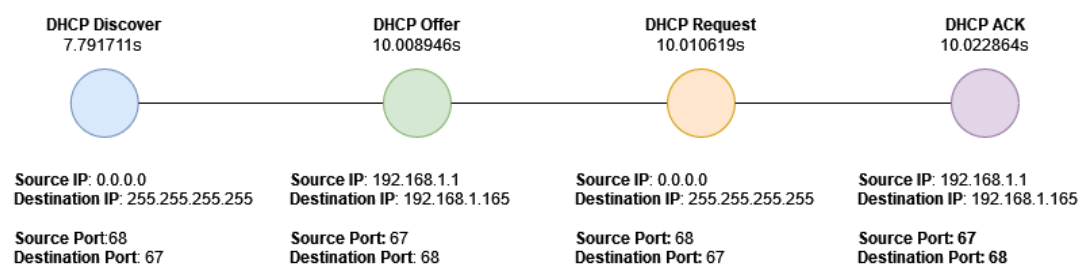 DHCP Discover
7.791711s
DHCP Offer
10.008946s
DHCP Request
10.010619s
DHCP ACK
10.022864s
Source IP: 0.0.0.0
Destination IP: 255.255.255.255
Source Port:68
Destination Port: 67
Source IP: 192.168.1.1
Destination IP: 192.168.1.165
Source Port: 67
Destination Port: 68
Source IP: 0.0.0.0
Destination IP: 255.255.255.255
Source Port: 68
Destination Port: 67
Source IP: 192.168.1.1
Destination IP: 192.168.1.165
Source Port: 67
Destination Port: 68